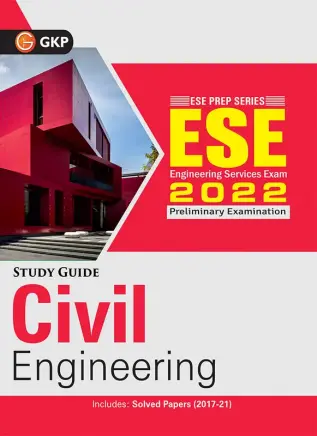 GKP
ESE PREP SERIES
ESE
Engineering Services Exam
2022
Preliminary Examination
STUDY GUIDE
Civil
Engineering
Includes: Solved Papers (2017-21)